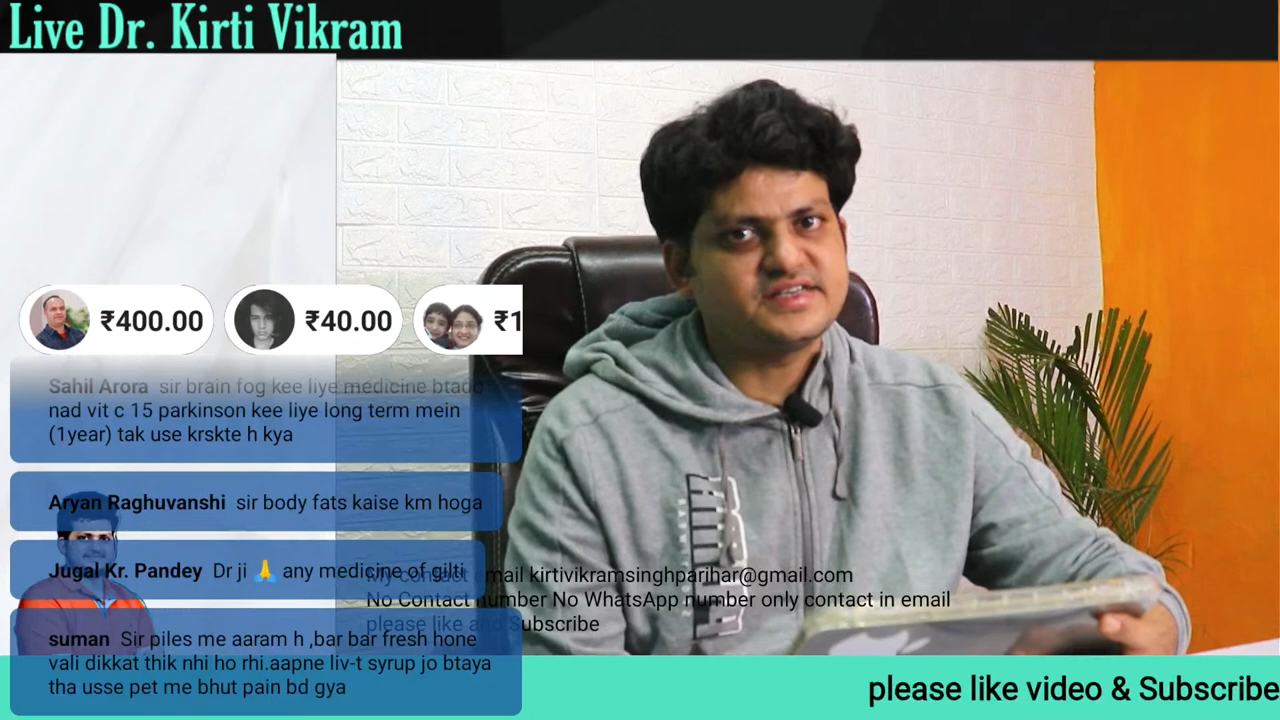 Live Dr. Kirti Vikram
₹400.00
₹40.00
₹1
Sahil Arora sir brain fog kee liye medicine btado
nad vit c 15 parkinson kee liye long term mein
(1year) tak use krskte h kya
Aryan Raghuvanshi sir body fats kaise km hoga
Jugal Kr. Pandey Dr ji 🙏 any medicine of gilti
My contact email kirtivikramsinghparihar@gmail.com
No Contact number No WhatsApp number only contact in email
please like and Subscribe
suman Sir piles me aaram h ,bar bar fresh hone
vali dikkat thik nhi ho rhi.aapne liv-t syrup jo btaya
tha usse pet me bhut pain bd gya
please like video & Subscribe